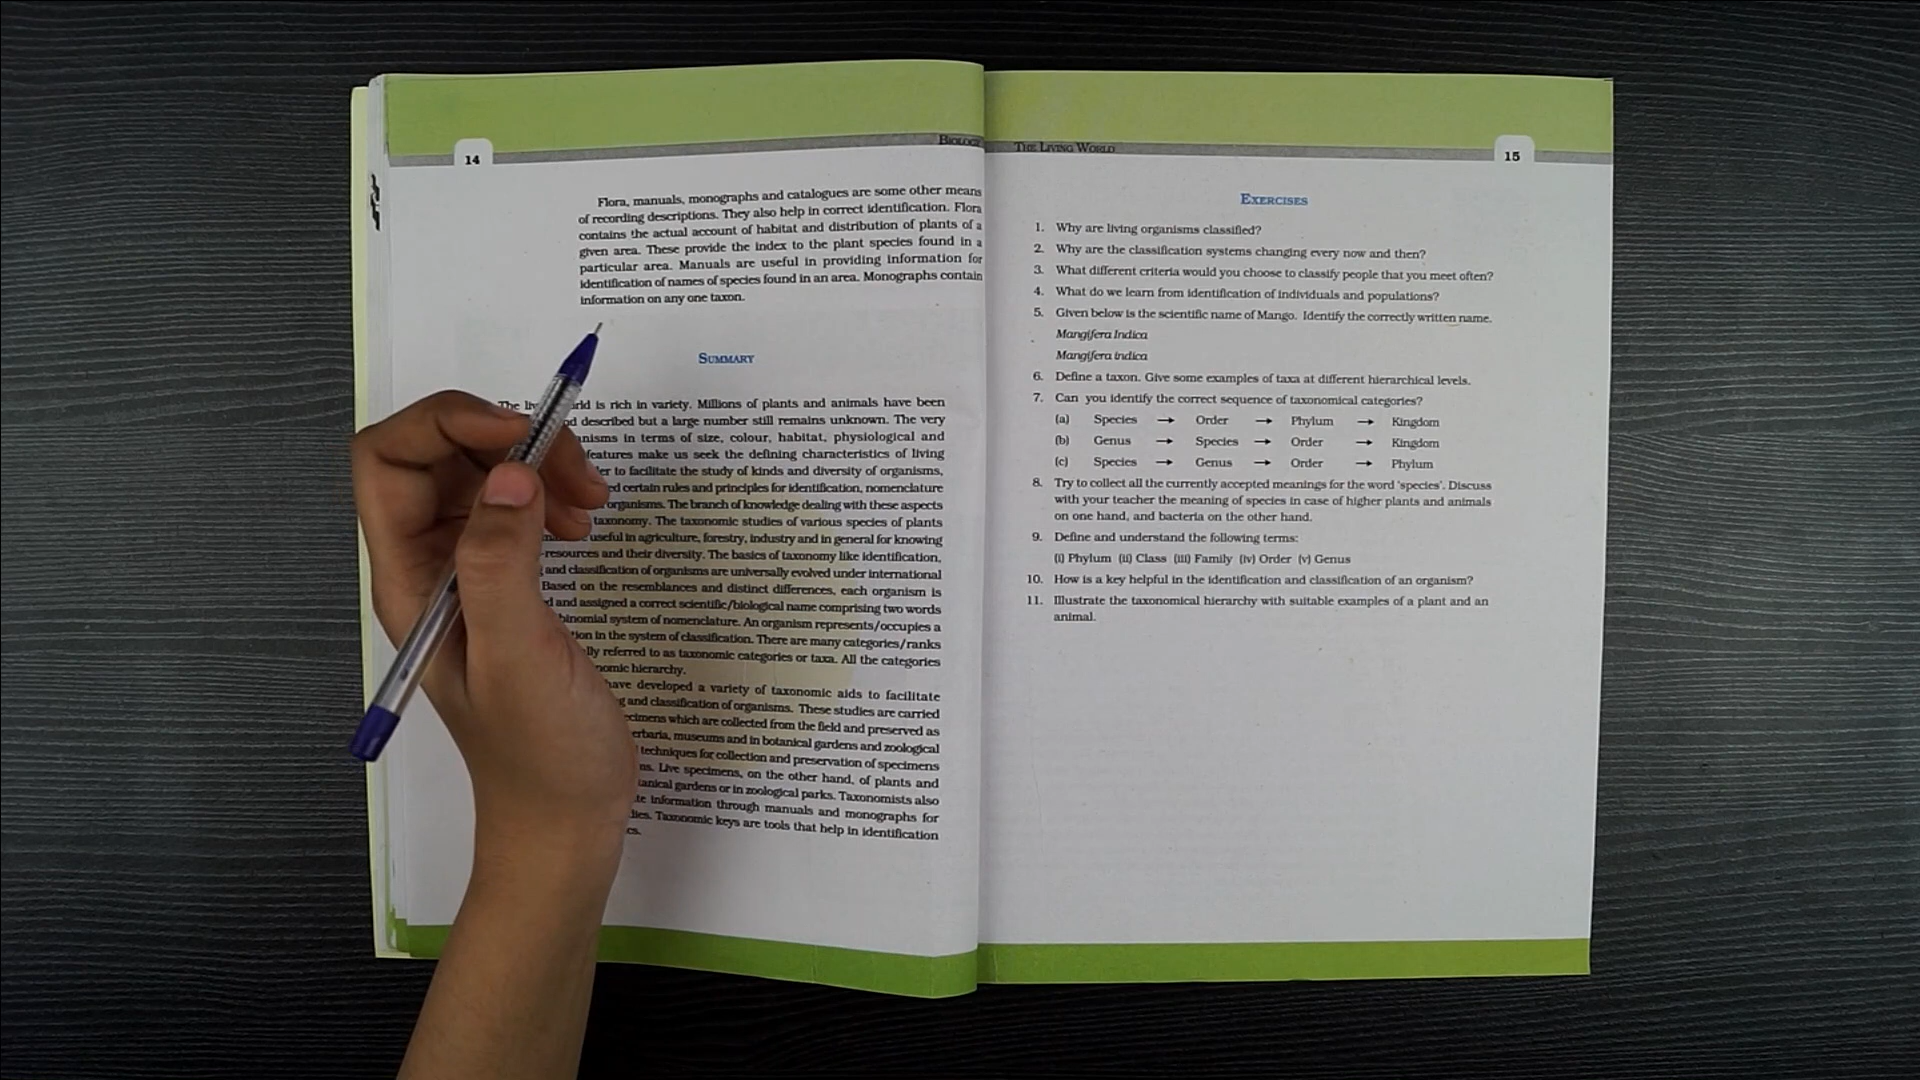 14
BIOLOGY
Flora, manuals, monographs and catalogues are some other means
of recording descriptions. They also help in correct identification. Flora
contains the actual account of habitat and distribution of plants of a
given area. These provide the index to the plant species found in a
particular area. Manuals are useful in providing information for
identification of names of species found in an area. Monographs contain
information on any one taxon.
SUMMARY
The is rich in variety. Millions of plants and animals have been
described but a large number still remains unknown. The very
in terms of size, colour, habitat, physiological and
features make us seek the defining characteristics of living
to facilitate the study of kinds and diversity of organisms,
certain rules and principles for identification, nomenclature
organisms. The branch of knowledge dealing with these aspects
taxonomy. The taxonomic studies of various species of plants
useful in agriculture, forestry, industry and in general for knowing
-resources and their diversity. The basics of taxonomy like identification,
and classification of organisms are universally evolved under international
Based on the resemblances and distinct differences, each organism is
and assigned a correct scientific/biological name comprising two words
binomial system of nomenclature. An organism represents/occupies a
in the system of classification. There are many categories/ranks
referred to as taxonomic categories or taxa. All the categories
hierarchy.
have developed a variety of taxonomic aids to facilitate
and classification of organisms. These studies are carried
which are collected from the field and preserved as
museums and in botanical gardens and zoological
techniques for collection and preservation of specimens
Live specimens, on the other hand, of plants and
gardens or in zoological parks. Taxonomists also
information through manuals and monographs for
Taxonomic keys are tools that help in identification
THE LIVING WORLD
15
EXERCISES
1. Why are living organisms classified?
2. Why are the classification systems changing every now and then?
3. What different criteria would you choose to classify people that you meet often?
4. What do we learn from identification of individuals and populations?
5. Given below is the scientific name of Mango. Identify the correctly written name.
Mangifera Indica
Mangifera indica
6. Define a taxon. Give some examples of taxa at different hierarchical levels.
7. Can you identify the correct sequence of taxonomical categories?
(a) Species → Order → Phylum → Kingdom
(b) Genus → Species → Order → Kingdom
(c) Species → Genus → Order → Phylum
8. Try to collect all the currently accepted meanings for the word 'species'. Discuss
with your teacher the meaning of species in case of higher plants and animals
on one hand, and bacteria on the other hand.
9. Define and understand the following terms:
(i) Phylum (ii) Class (iii) Family (iv) Order (v) Genus
10. How is a key helpful in the identification and classification of an organism?
11. Illustrate the taxonomical hierarchy with suitable examples of a plant and an
animal.